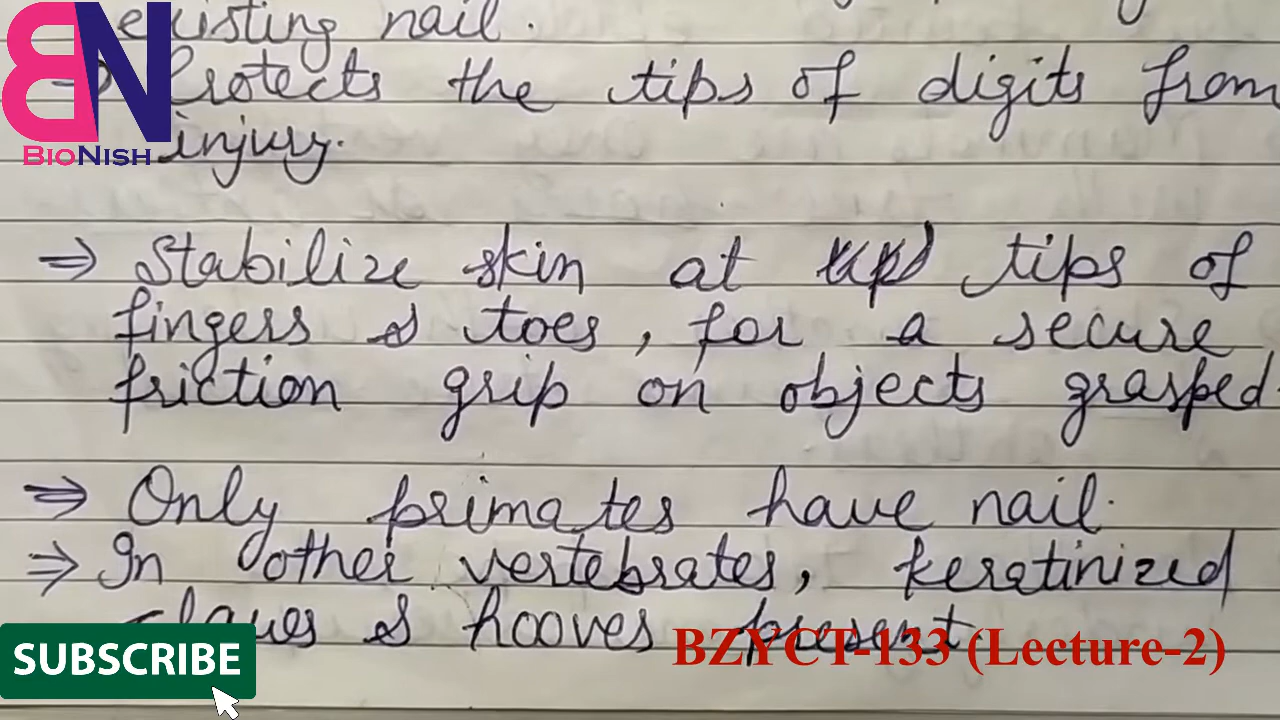 existing nail.
→ Protects the tips of digits from
injury.
⇒ Stabilize skin at tips of
fingers & toes, for a secure
friction grip on objects grasped
⇒ Only primates have nail.
⇒ In other vertebrates, keratinized
claws & hooves present
BN
BIONISH
SUBSCRIBE
BZYCT-133 (Lecture-2)